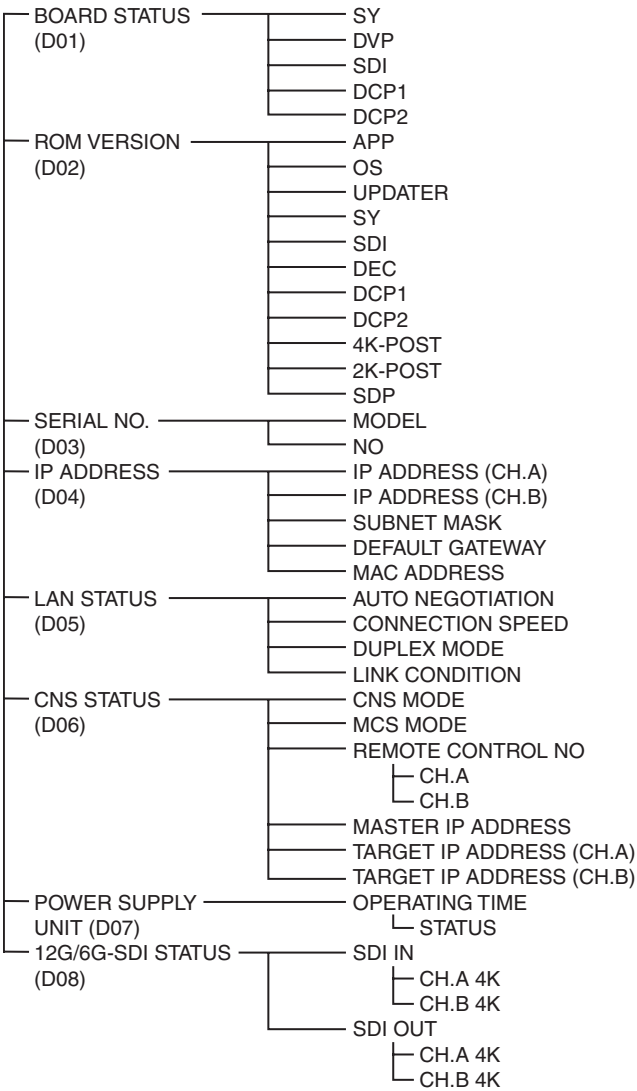 BOARD STATUS
(D01)
SY
DVP
SDI
DCP1
DCP2
ROM VERSION
(D02)
APP
OS
UPDATER
SY
SDI
DEC
DCP1
DCP2
4K-POST
2K-POST
SDP
SERIAL NO.
(D03)
MODEL
NO
IP ADDRESS
(D04)
IP ADDRESS (CH.A)
IP ADDRESS (CH.B)
SUBNET MASK
DEFAULT GATEWAY
MAC ADDRESS
LAN STATUS
(D05)
AUTO NEGOTIATION
CONNECTION SPEED
DUPLEX MODE
LINK CONDITION
CNS STATUS
(D06)
CNS MODE
MCS MODE
REMOTE CONTROL NO
CH.A
CH.B
MASTER IP ADDRESS
TARGET IP ADDRESS (CH.A)
TARGET IP ADDRESS (CH.B)
POWER SUPPLY
UNIT (D07)
OPERATING TIME
STATUS
12G/6G-SDI STATUS
(D08)
SDI IN
CH.A 4K
CH.B 4K
SDI OUT
CH.A 4K
CH.B 4K